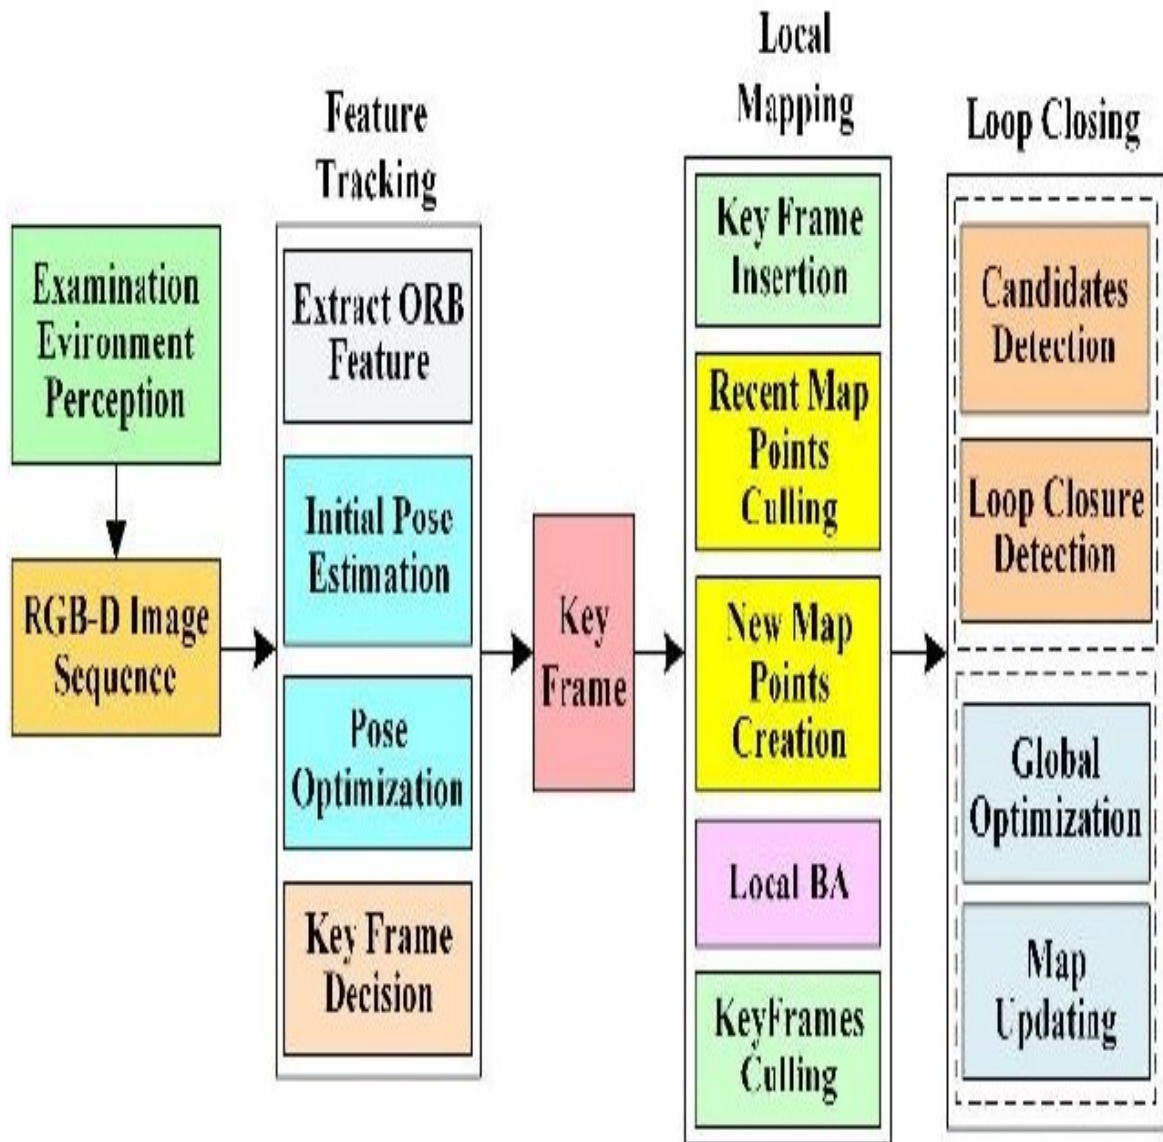 Examination
Evironment
Perception
RGB-D Image
Sequence
Feature
Tracking
Extract ORB
Feature
Initial Pose
Estimation
Pose
Optimization
Key Frame
Decision
Key
Frame
Local
Mapping
Key Frame
Insertion
Recent Map
Points
Culling
New Map
Points
Creation
Local BA
KeyFrames
Culling
Loop Closing
Candidates
Detection
Loop Closure
Detection
Global
Optimization
Map
Updating